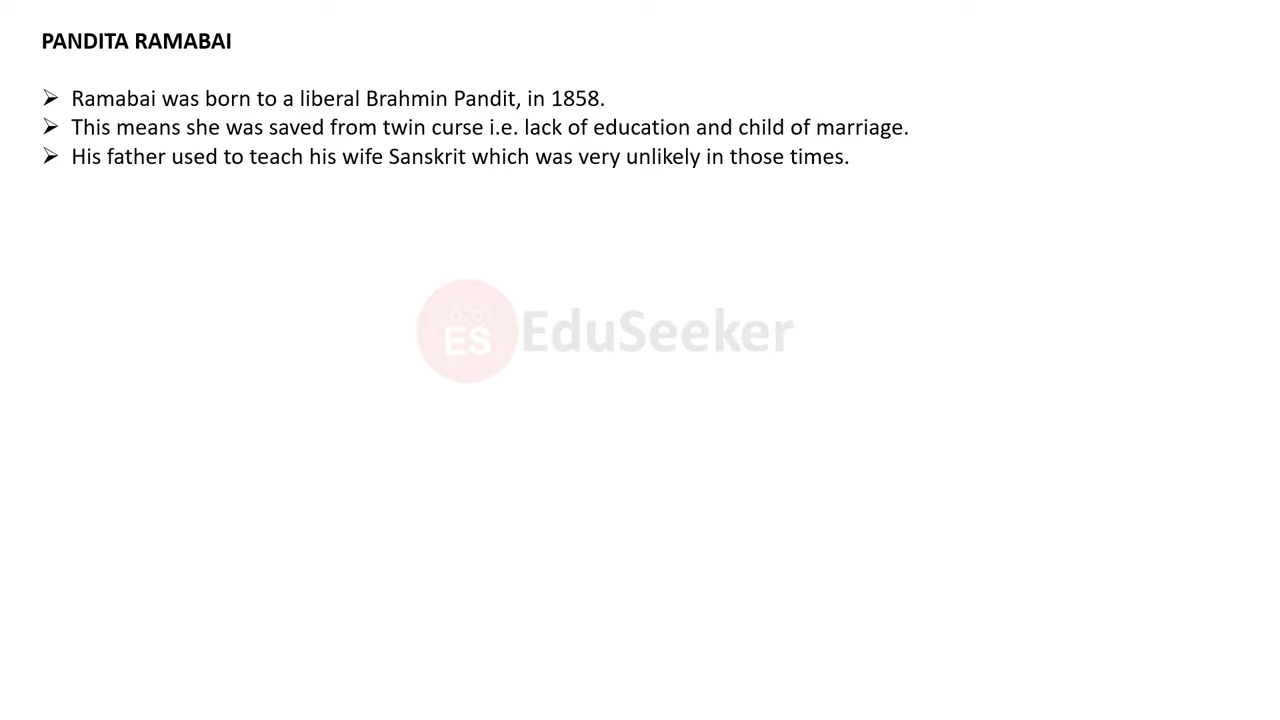 PANDITA RAMABAI
➢ Ramabai was born to a liberal Brahmin Pandit, in 1858.
➢ This means she was saved from twin curse i.e. lack of education and child of marriage.
➢ His father used to teach his wife Sanskrit which was very unlikely in those times.
ES EduSeeker